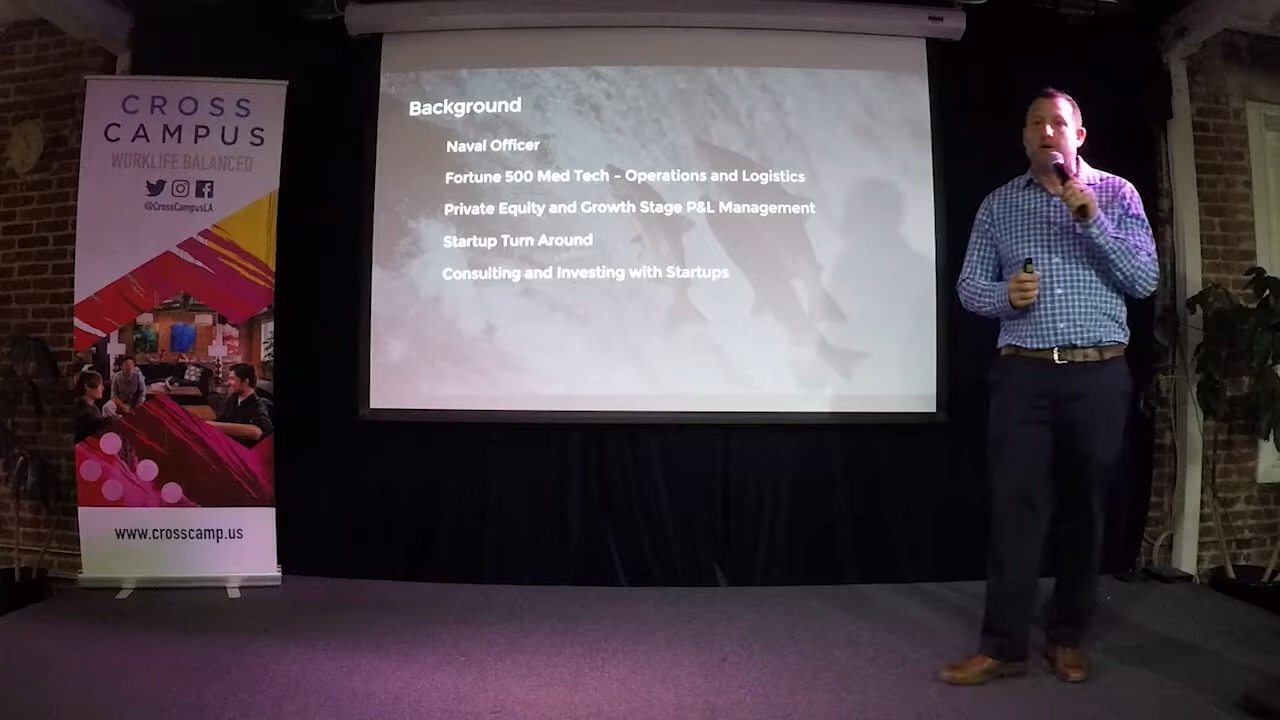 CROSS
CAMPUS
WORKLIFE BALANCED
@CrossCampusLA
www.crosscamp.us
Background
Naval Officer
Fortune 500 Med Tech - Operations and Logistics
Private Equity and Growth Stage P&L Management
Startup Turn Around
Consulting and Investing with Startups